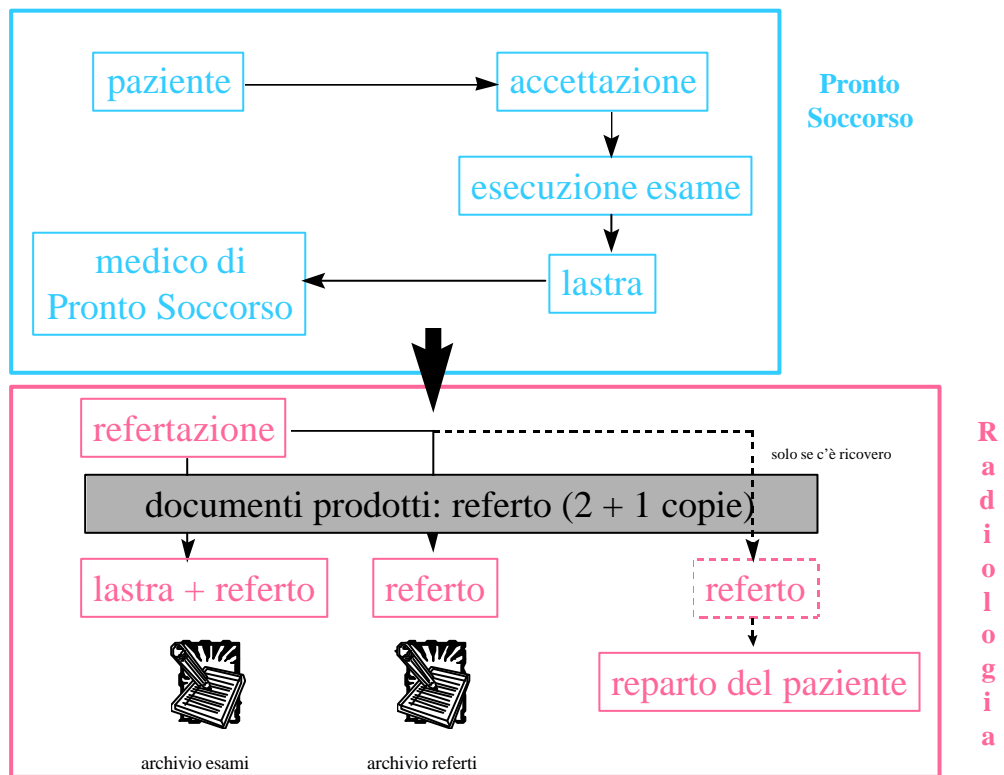 paziente
accettazione
Pronto
Soccorso
esecuzione esame
medico di
Pronto Soccorso
lastra
refertazione
solo se c’è ricovero
documenti prodotti: referto (2 + 1 copie)
lastra + referto
referto
referto
reparto del paziente
archivio esami
archivio referti
R
a
d
i
o
l
o
g
i
a